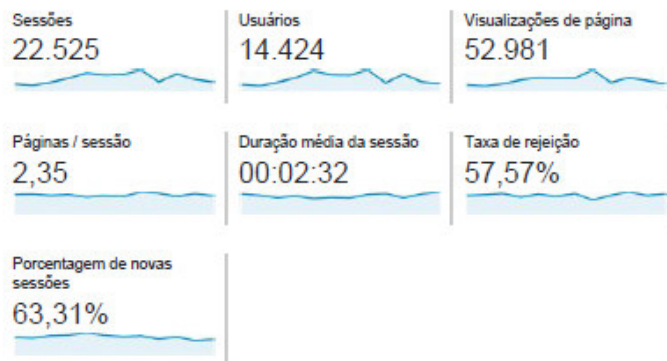 Sessões
22.525
Usuários
14.424
Visualizações de página
52.981
Páginas / sessão
2,35
Duração média da sessão
00:02:32
Taxa de rejeição
57,57%
Porcentagem de novas
sessões
63,31%